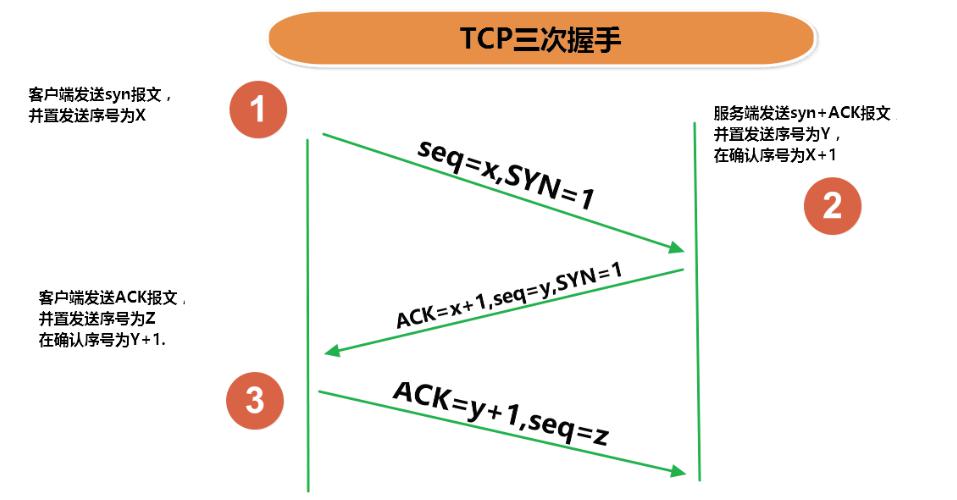 TCP三次握手
客户端发送syn报文，
并置发送序号为X
1
服务端发送syn+ACK报文
并置发送序号为Y，
在确认序号为X+1
2
seq=x,SYN=1
ACK=x+1,seq=y,SYN=1
客户端发送ACK报文，
并置发送序号为Z
在确认序号为Y+1.
3
ACK=y+1,seq=z